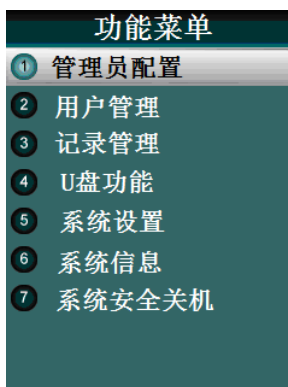 功能菜单
1 管理员配置
2 用户管理
3 记录管理
4 U盘功能
5 系统设置
6 系统信息
7 系统安全关机